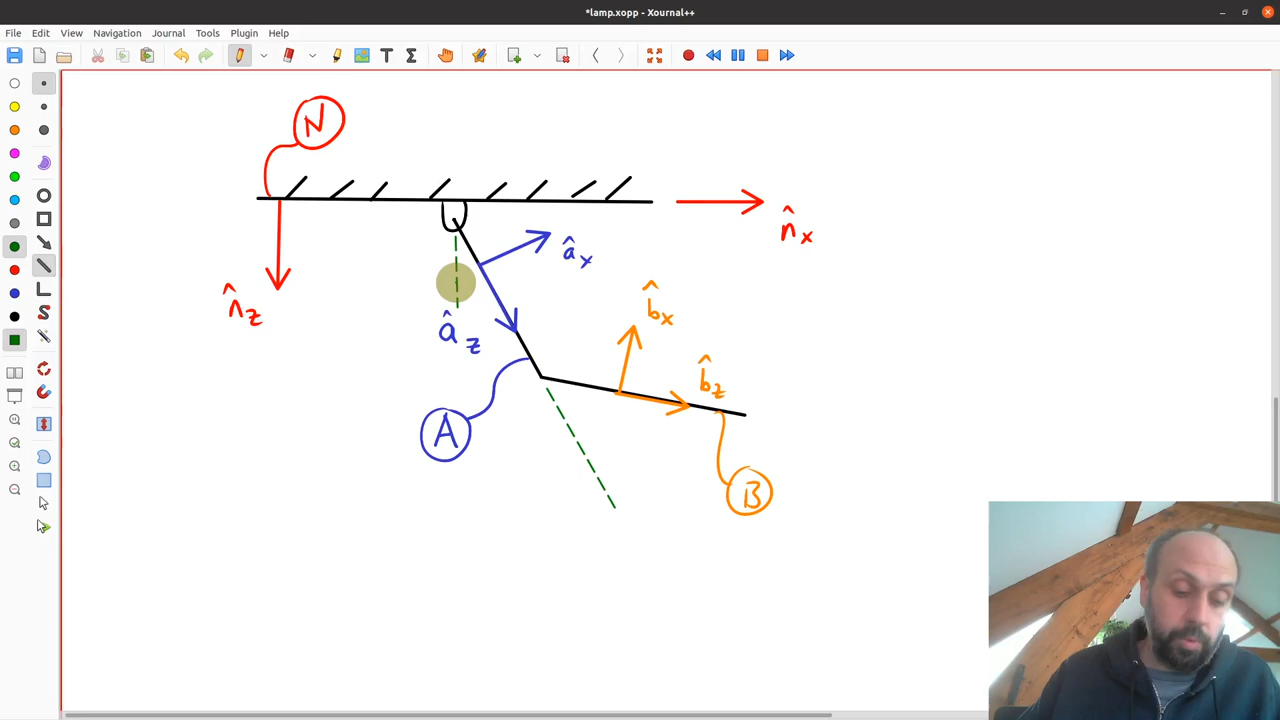 *lamp.xopp - Xournal++
File Edit View Navigation Journal Tools Plugin Help
N
n̂x
n̂z
âx
âz
b̂x
b̂z
A
B